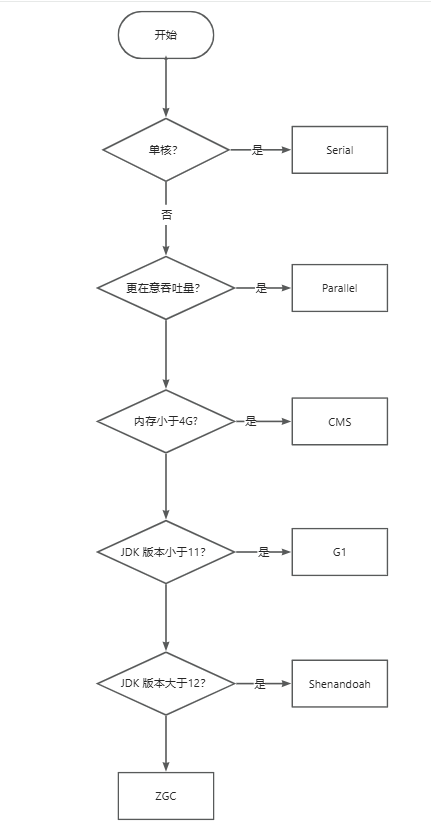 开始
单核?
是
Serial
否
更在意吞吐量?
是
Parallel
内存小于4G?
是
CMS
JDK 版本小于11?
是
G1
JDK 版本大于12?
是
Shenandoah
ZGC